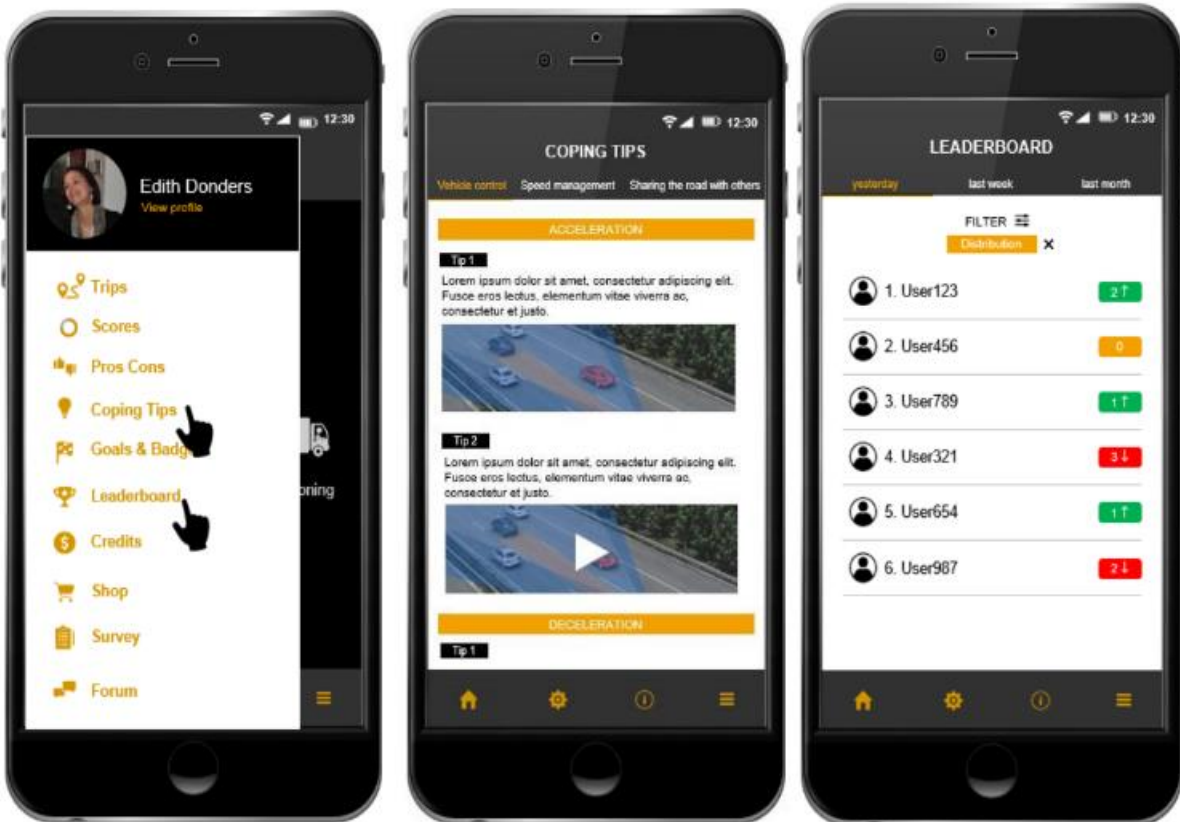 12:30
Edith Donders
View profile
Trips
Scores
Pros Cons
Coping Tips
Goals & Badg
Leaderboard
Credits
Shop
Survey
Forum
oning
12:30
COPING TIPS
Vehicle control Speed management Sharing the road with others
ACCELERATION
Tip 1
Lorem ipsum dolor sit amet, consectetur adipiscing elit.
Fusce eros lectus, elementum vitae viverra ac,
consectetur et justo.
Tip 2
Lorem ipsum dolor sit amet, consectetur adipiscing elit.
Fusce eros lectus, elementum vitae viverra ac,
consectetur et justo.
DECELERATION
Tip 1
12:30
LEADERBOARD
yesterday last week last month
FILTER
Distribution X
1. User123 2↑
2. User456 0
3. User789 1↑
4. User321 3↓
5. User654 1↑
6. User987 2↓